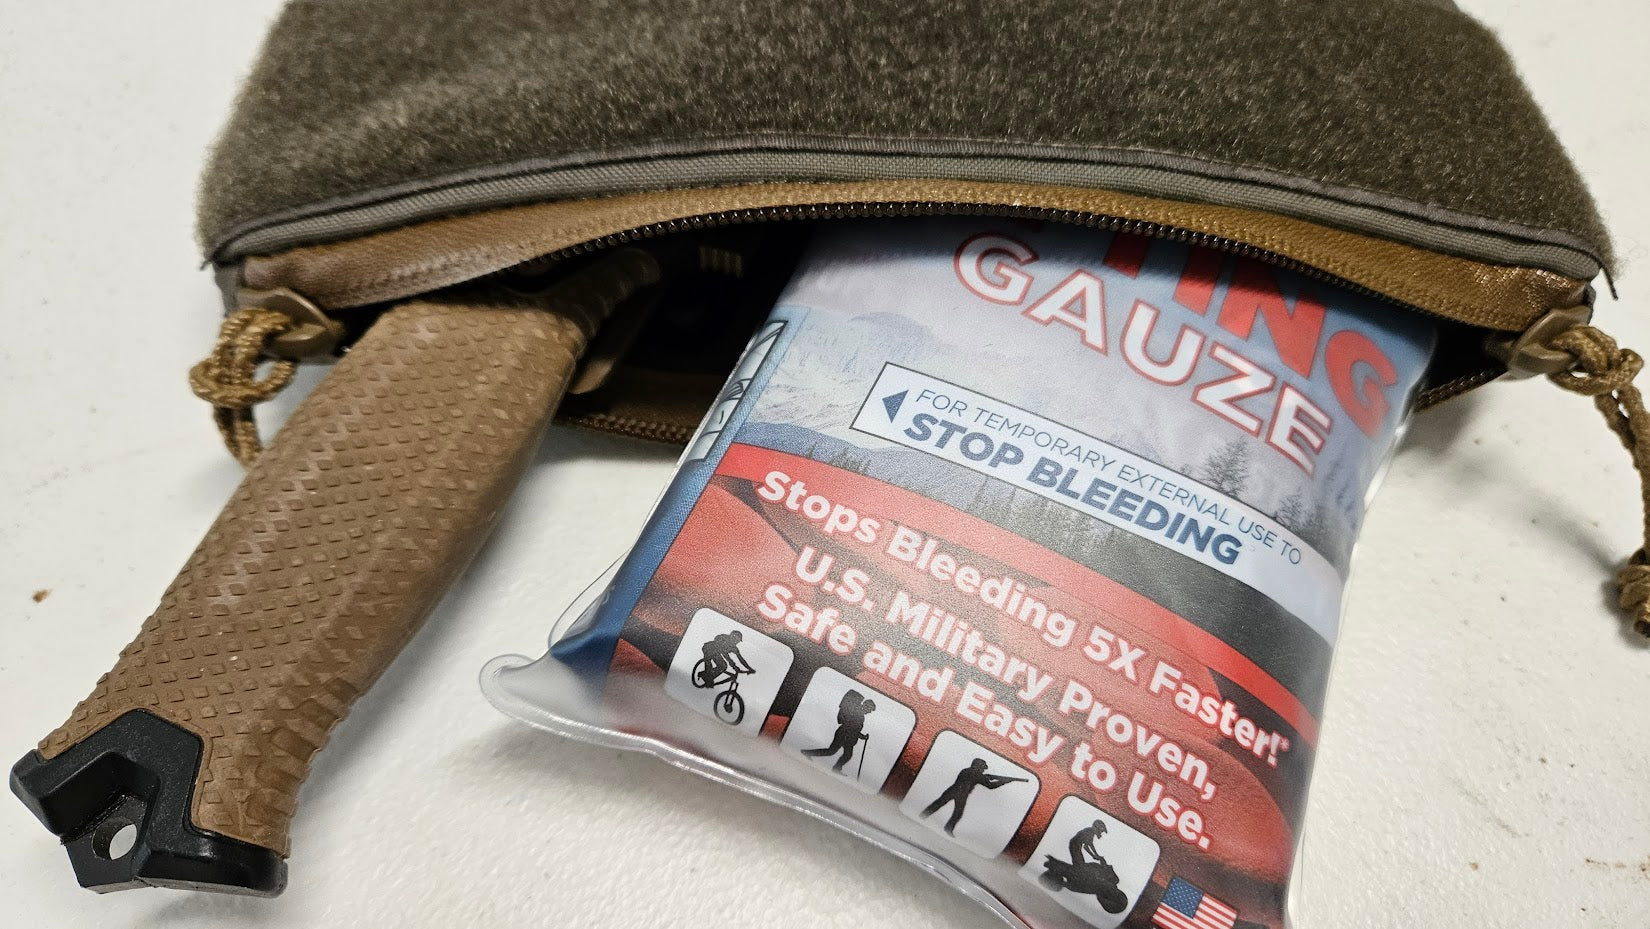 TING
GAUZE
FOR TEMPORARY EXTERNAL USE TO
STOP BLEEDING
Stops Bleeding 5X Faster!*
U.S. Military Proven,
Safe and Easy to Use.